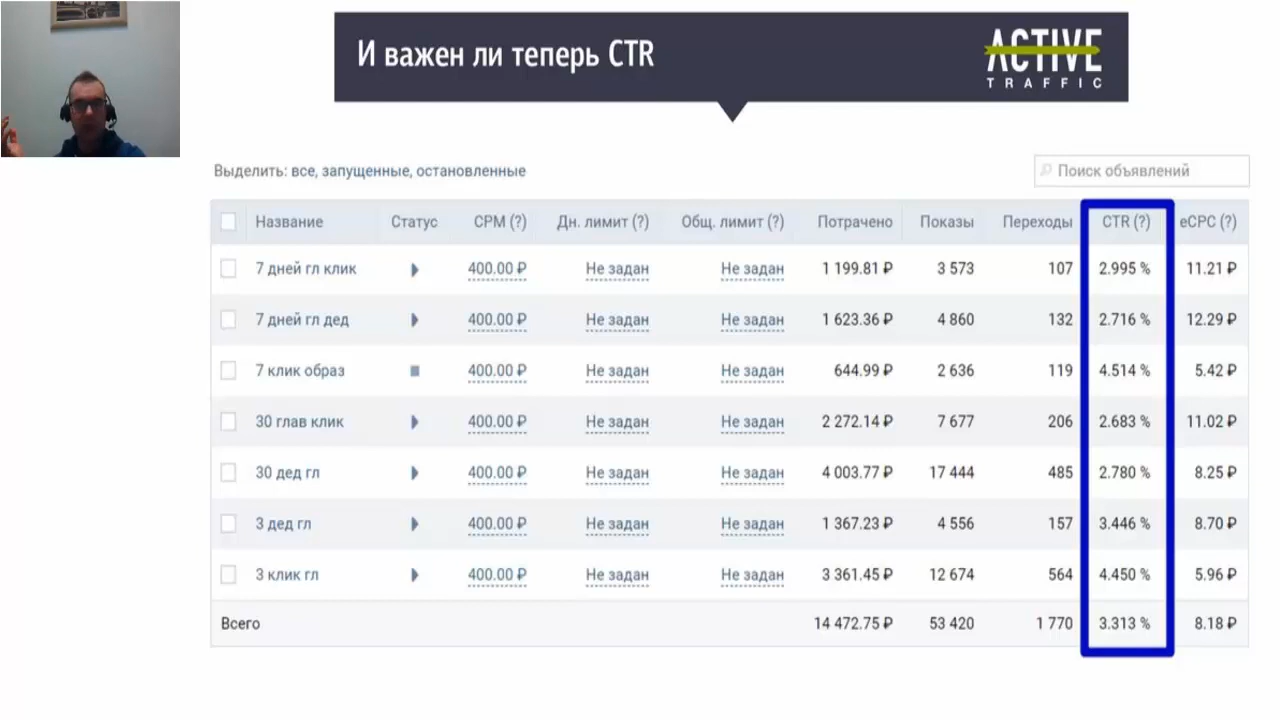 И важен ли теперь CTR
ACTIVE
TRAFFIC
Выделить: все, запущенные, остановленные
Поиск объявлений
Название Статус CPM (?) Дн. лимит (?) Общ. лимит (?) Потрачено Показы Переходы CTR (?) eCPC (?)
7 дней гл клик 400.00 ₽ Не задан Не задан 1 199.81 ₽ 3 573 107 2.995 % 11.21 ₽
7 дней гл дед 400.00 ₽ Не задан Не задан 1 623.36 ₽ 4 860 132 2.716 % 12.29 ₽
7 клик образ 400.00 ₽ Не задан Не задан 644.99 ₽ 2 636 119 4.514 % 5.42 ₽
30 глав клик 400.00 ₽ Не задан Не задан 2 272.14 ₽ 7 677 206 2.683 % 11.02 ₽
30 дед гл 400.00 ₽ Не задан Не задан 4 003.77 ₽ 17 444 485 2.780 % 8.25 ₽
3 дед гл 400.00 ₽ Не задан Не задан 1 367.23 ₽ 4 556 157 3.446 % 8.70 ₽
3 клик гл 400.00 ₽ Не задан Не задан 3 361.45 ₽ 12 674 564 4.450 % 5.96 ₽
Всего 14 472.75 ₽ 53 420 1 770 3.313 % 8.18 ₽